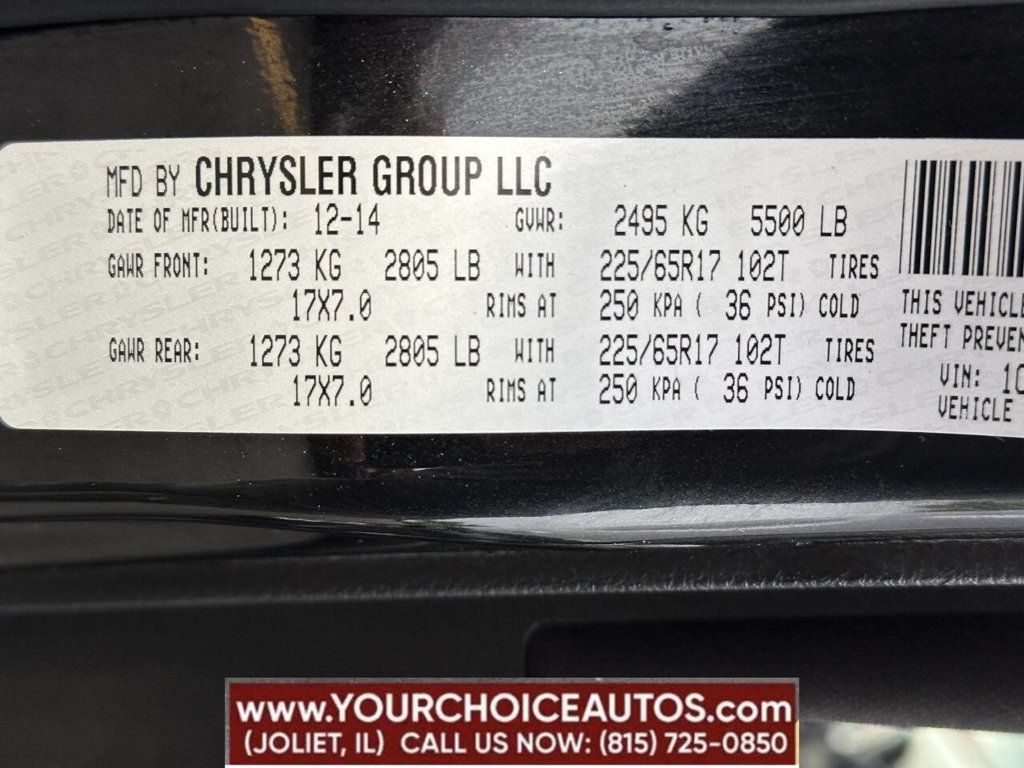 MFD BY CHRYSLER GROUP LLC
DATE OF MFR(BUILT): 12-14 GVWR: 2495 KG 5500 LB
GAWR FRONT: 1273 KG 2805 LB WITH 225/65R17 102T TIRES
17X7.0 RIMS AT 250 KPA ( 36 PSI) COLD
GAWR REAR: 1273 KG 2805 LB WITH 225/65R17 102T TIRES
17X7.0 RIMS AT 250 KPA ( 36 PSI) COLD
THIS VEHICLE
THEFT
VIN: 1C
VEHICLE
www.YOURCHOICEAUTOS.com
(JOLIET, IL) CALL US NOW: (815) 725-0850